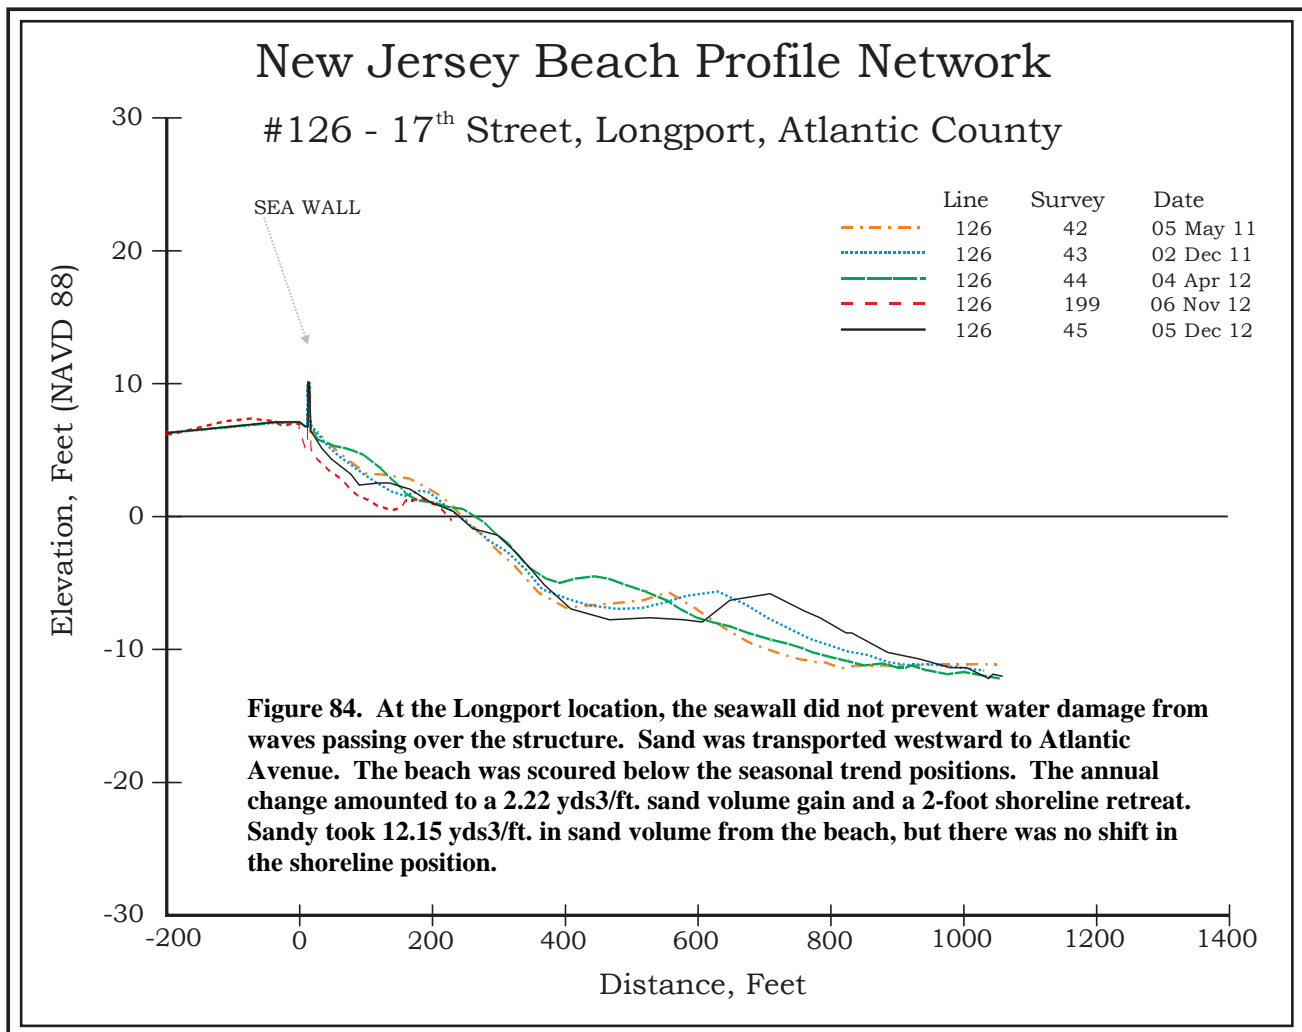 New Jersey Beach Profile Network
#126 - 17th Street, Longport, Atlantic County
SEA WALL
Line Survey Date
126 42 05 May 11
126 43 02 Dec 11
126 44 04 Apr 12
126 199 06 Nov 12
126 45 05 Dec 12
Elevation, Feet (NAVD 88)
30
20
10
0
-10
-20
-30
Figure 84. At the Longport location, the seawall did not prevent water damage from
waves passing over the structure. Sand was transported westward to Atlantic
Avenue. The beach was scoured below the seasonal trend positions. The annual
change amounted to a 2.22 yds3/ft. sand volume gain and a 2-foot shoreline retreat.
Sandy took 12.15 yds3/ft. in sand volume from the beach, but there was no shift in
the shoreline position.
-200 0 200 400 600 800 1000 1200 1400
Distance, Feet